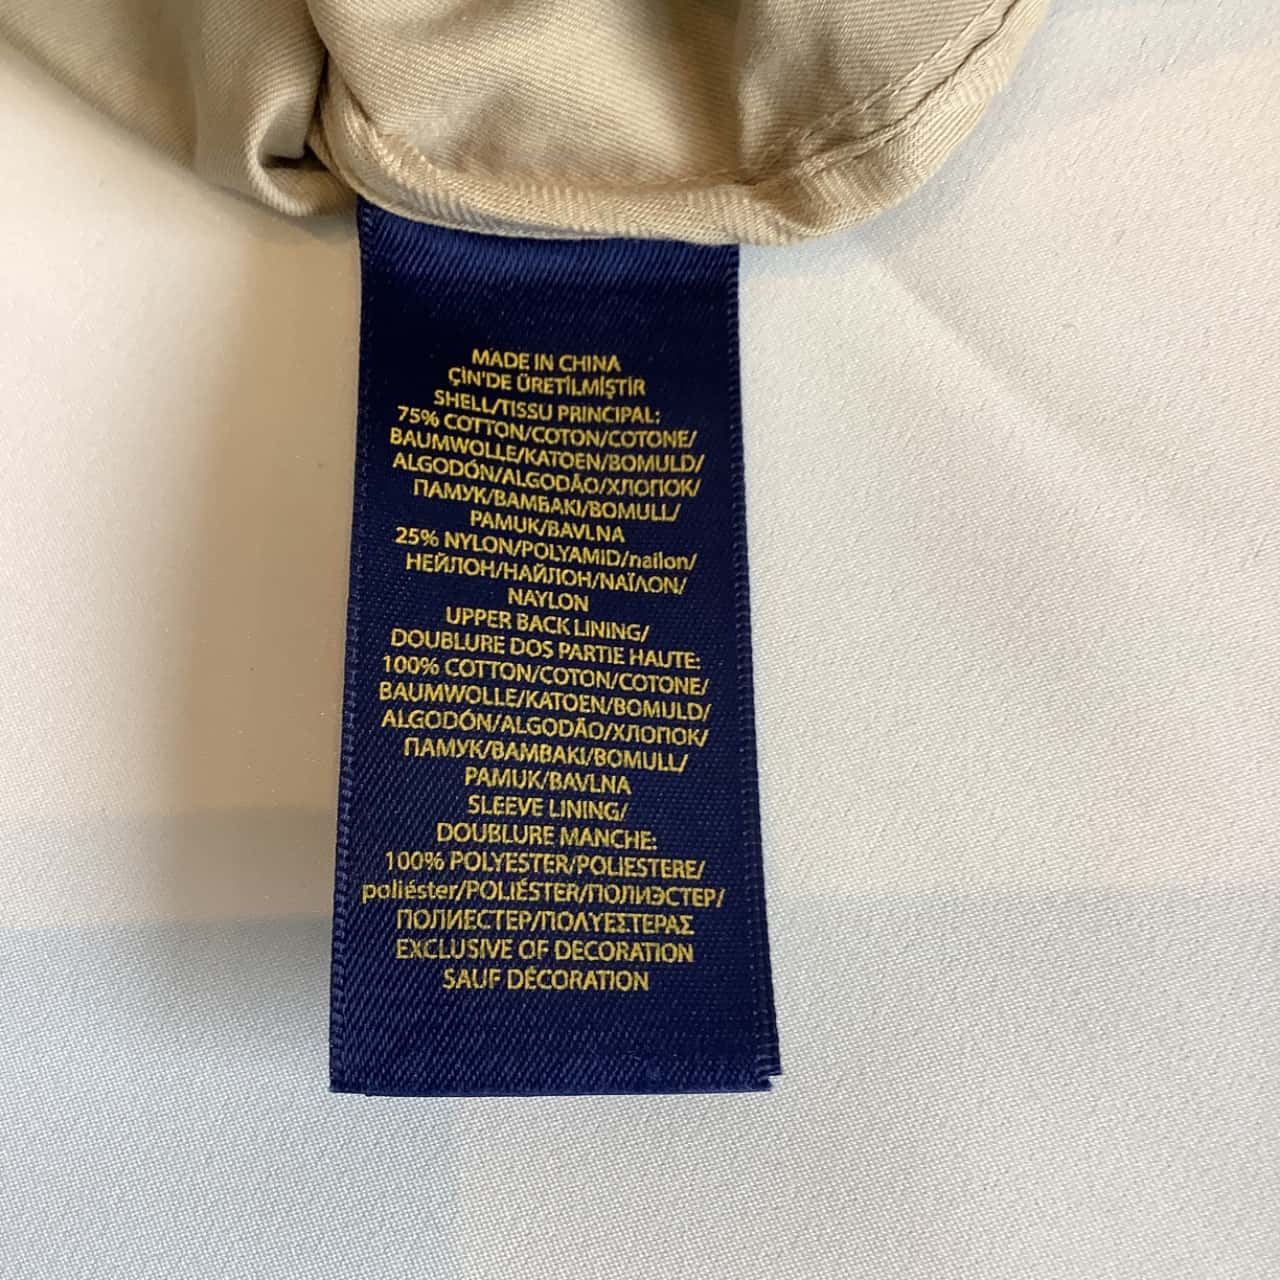 MADE IN CHINA
ÇİN'DE ÜRETİLMİŞTİR
SHELL/TISSU PRINCIPAL:
75% COTTON/COTON/COTONE/
BAUMWOLLE/KATOEN/BOMULD/
ALGODÓN/ALGODÃO/ХЛОПОК/
ПАМУК/ΒΑΜΒΑΚΙ/BOMULL/
PAMUK/BAVLNA
25% NYLON/POLYAMID/nailon/
НЕЙЛОН/НАЙЛОН/ΝΑΪΛΟΝ/
NAYLON
UPPER BACK LINING/
DOUBLURE DOS PARTIE HAUTE:
100% COTTON/COTON/COTONE/
BAUMWOLLE/KATOEN/BOMULD/
ALGODÓN/ALGODÃO/ХЛОПОК/
ПАМУК/ΒΑΜΒΑΚΙ/BOMULL/
PAMUK/BAVLNA
SLEEVE LINING/
DOUBLURE MANCHE:
100% POLYESTER/POLIESTERE/
poliéster/POLIÉSTER/ПОЛИЭСТЕР/
ПОЛИЕСТЕР/ΠΟΛΥΕΣΤΕΡΑΣ
EXCLUSIVE OF DECORATION
SAUF DÉCORATION